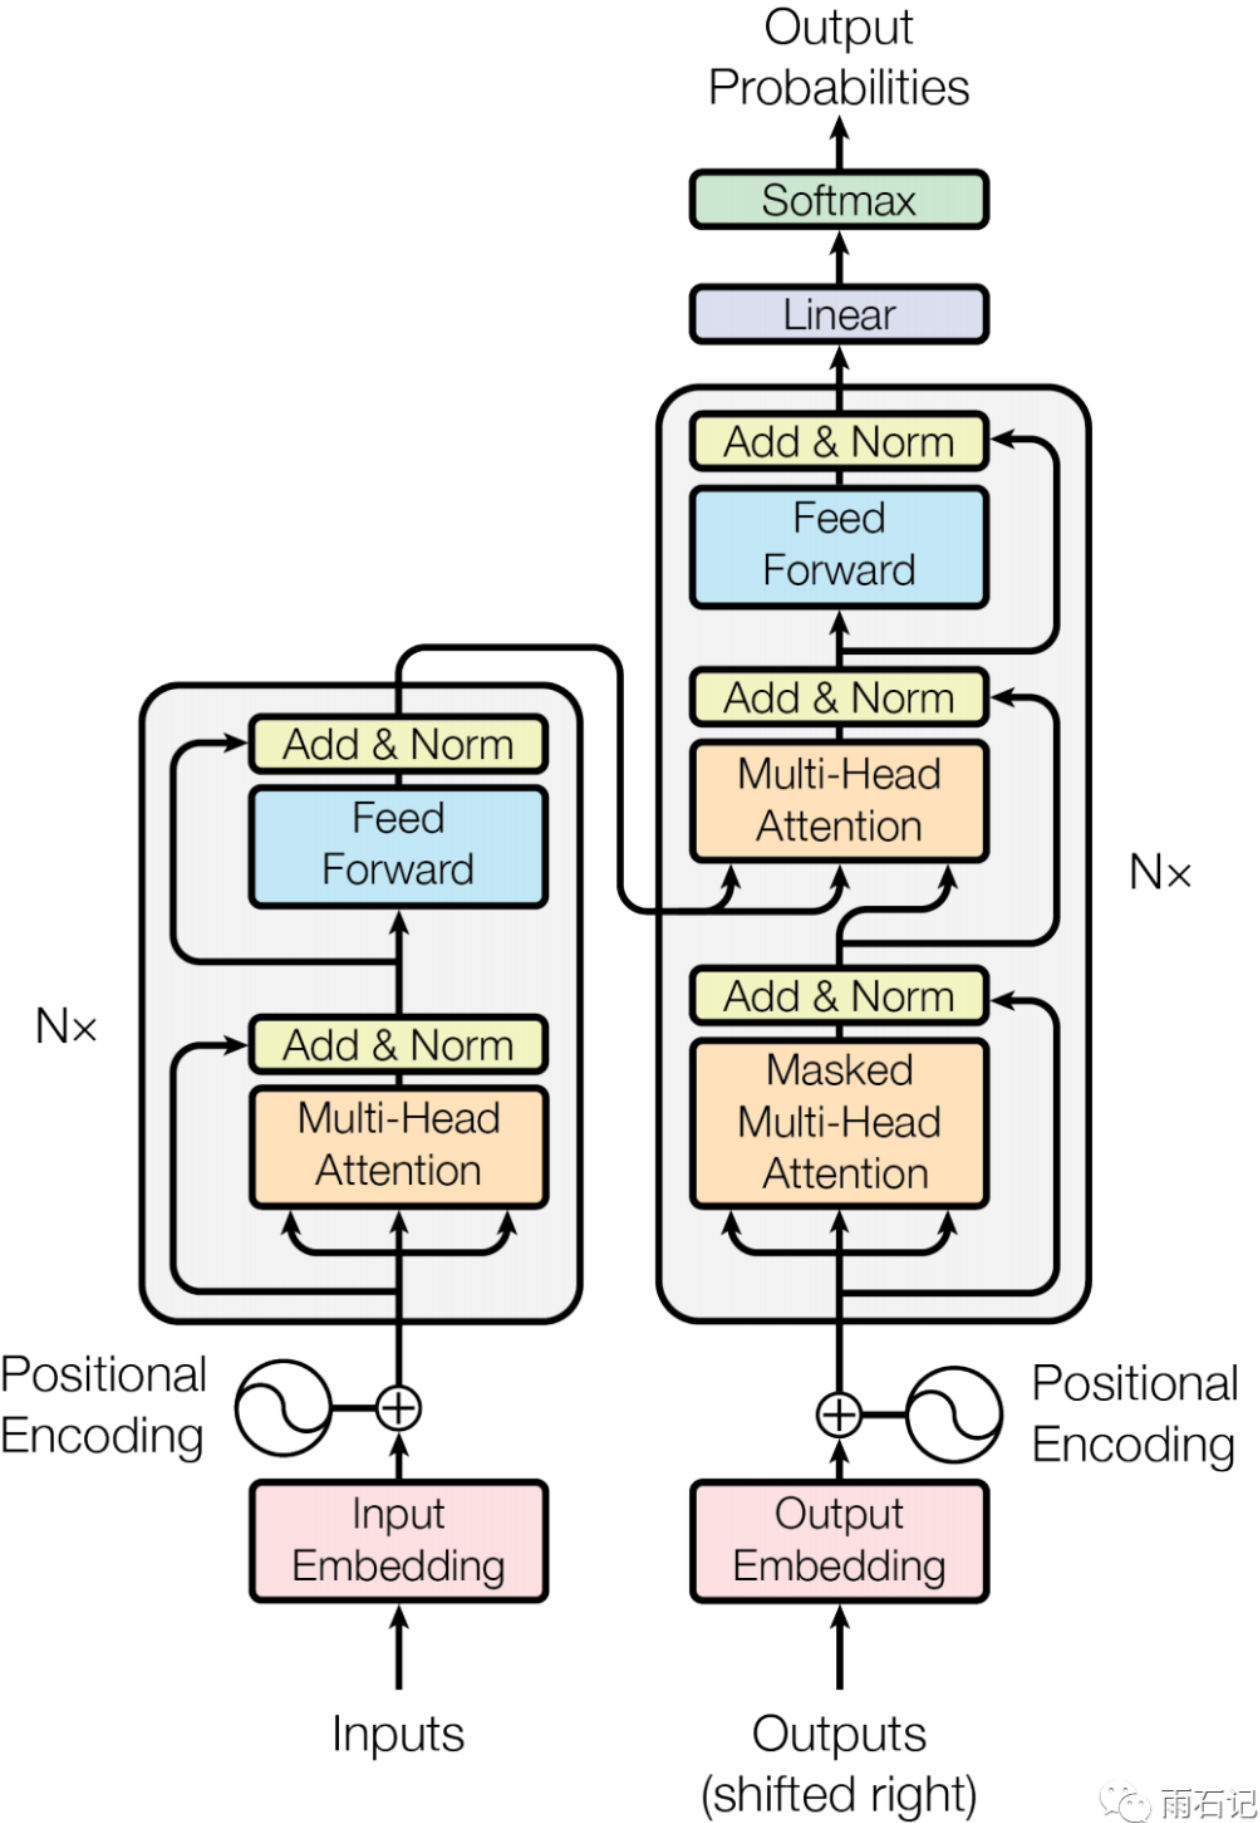 Output
Probabilities
Softmax
Linear
Add & Norm
Feed
Forward
Add & Norm
Multi-Head
Attention
N×
Add & Norm
Masked
Multi-Head
Attention
Add & Norm
Feed
Forward
N×
Add & Norm
Multi-Head
Attention
Positional
Encoding
Positional
Encoding
Input
Embedding
Output
Embedding
Inputs
Outputs
(shifted right)
雨石记